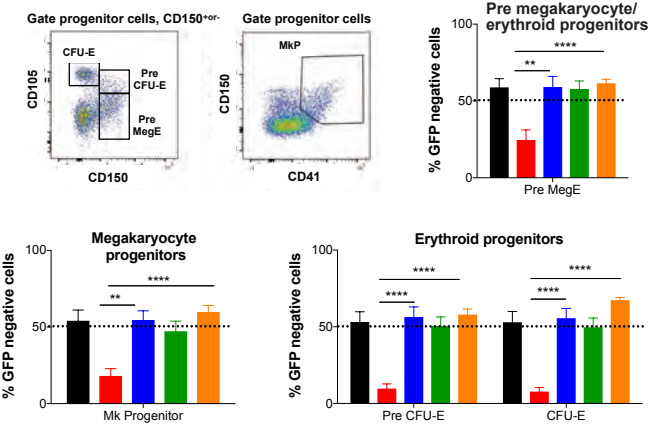 Gate progenitor cells, CD150+or-
CFU-E
Pre
CFU-E
Pre
MegE
CD105
CD150
Gate progenitor cells
MkP
CD150
CD41
Pre megakaryocyte/
erythroid progenitors
% GFP negative cells
100
50
0
****
**
Pre MegE
Megakaryocyte
progenitors
% GFP negative cells
100
50
0
****
**
Mk Progenitor
Erythroid progenitors
% GFP negative cells
100
50
0
****
****
****
****
Pre CFU-E
CFU-E